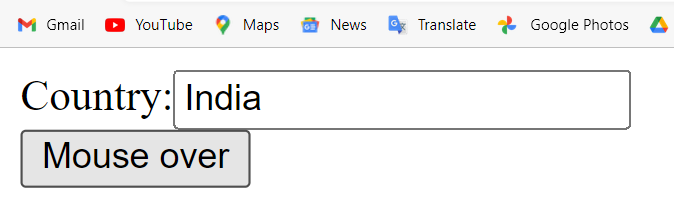 Gmail YouTube Maps News Translate Google Photos
Country: India
Mouse over